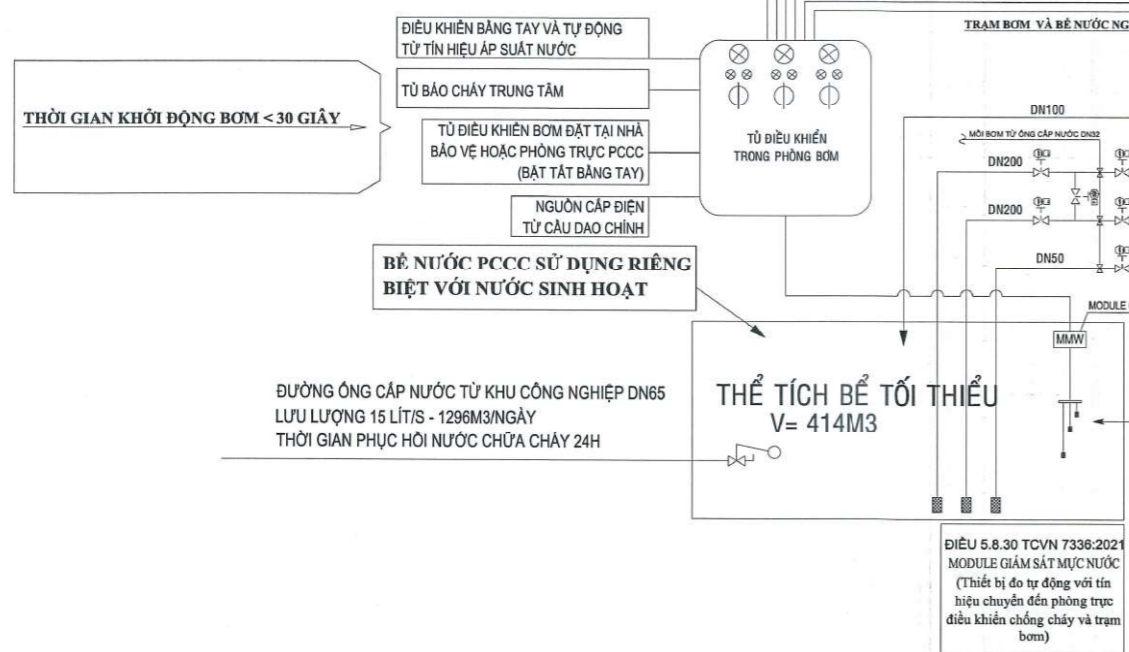 ĐIỀU KHIỂN BẰNG TAY VÀ TỰ ĐỘNG
TỪ TÍN HIỆU ÁP SUẤT NƯỚC
TRẠM BƠM VÀ BỂ NƯỚC NG
THỜI GIAN KHỞI ĐỘNG BƠM < 30 GIÂY
TỦ BÁO CHÁY TRUNG TÂM
TỦ ĐIỀU KHIỂN BƠM ĐẶT TẠI NHÀ
BẢO VỆ HOẶC PHÒNG TRỰC PCCC
(BẬT TẮT BẰNG TAY)
NGUỒN CẤP ĐIỆN
TỪ CẦU DAO CHÍNH
TỦ ĐIỀU KHIỂN
TRONG PHÒNG BƠM
DN100
MỒI BƠM TỪ ỐNG CẤP NƯỚC DN32
DN200
DN200
DN50
BỂ NƯỚC PCCC SỬ DỤNG RIÊNG
BIỆT VỚI NƯỚC SINH HOẠT
MODULE
MMW
THỂ TÍCH BỂ TỐI THIỂU
V= 414M3
ĐƯỜNG ỐNG CẤP NƯỚC TỪ KHU CÔNG NGHIỆP DN65
LƯU LƯỢNG 15 LÍT/S - 1296M3/NGÀY
THỜI GIAN PHỤC HỒI NƯỚC CHỮA CHÁY 24H
ĐIỀU 5.8.30 TCVN 7336:2021
MODULE GIÁM SÁT MỰC NƯỚC
(Thiết bị đo tự động với tín
hiệu chuyển đến phòng trực
điều khiển chống cháy và trạm
bơm)